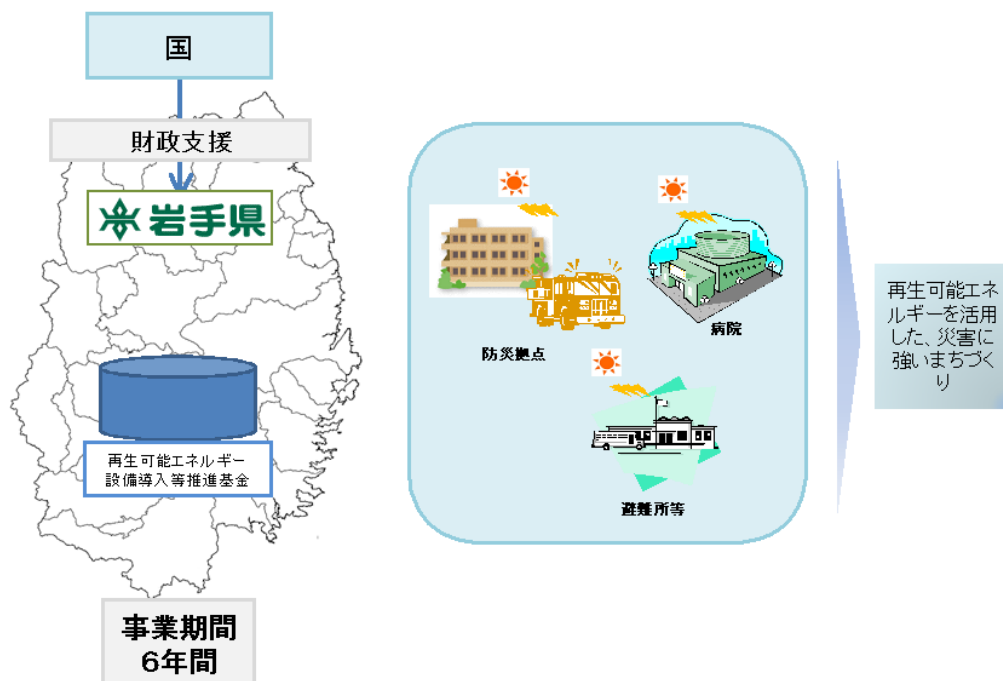 国
財政支援
岩手県
再生可能エネルギー
設備導入等推進基金
事業期間
6年間
防災拠点
病院
避難所等
再生可能エネ
ルギーを活用
した、災害に
強いまちづく
り